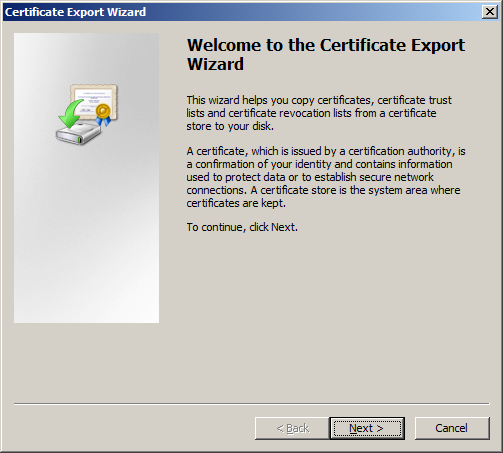 Certificate Export Wizard
Welcome to the Certificate Export
Wizard
This wizard helps you copy certificates, certificate trust
lists and certificate revocation lists from a certificate
store to your disk.
A certificate, which is issued by a certification authority, is
a confirmation of your identity and contains information
used to protect data or to establish secure network
connections. A certificate store is the system area where
certificates are kept.
To continue, click Next.
< Back
Next >
Cancel